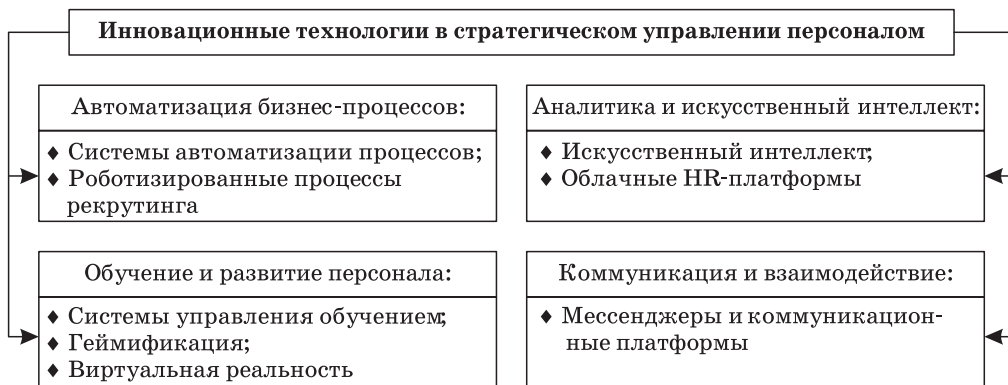 Инновационные технологии в стратегическом управлении персоналом
Автоматизация бизнес-процессов:
♦ Системы автоматизации процессов;
♦ Роботизированные процессы
рекрутинга
Аналитика и искусственный интеллект:
♦ Искусственный интеллект;
♦ Облачные HR-платформы
Обучение и развитие персонала:
♦ Системы управления обучением;
♦ Геймификация;
♦ Виртуальная реальность
Коммуникация и взаимодействие:
♦ Мессенджеры и коммуникацион-
ные платформы